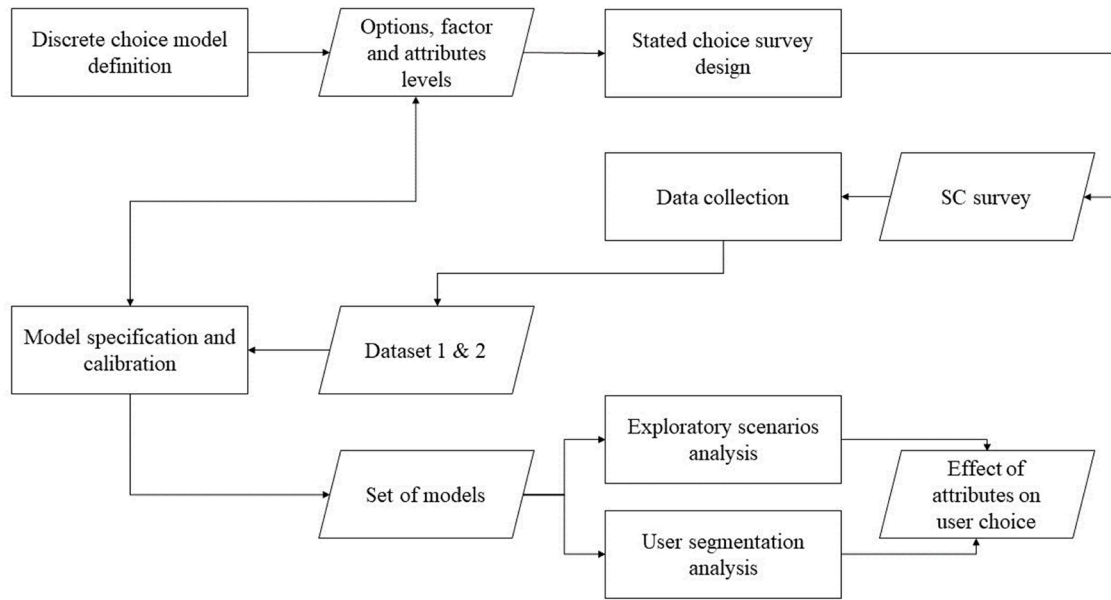 Discrete choice model
definition
Options, factor
and attributes
levels
Stated choice survey
design
Data collection
SC survey
Model specification and
calibration
Dataset 1 & 2
Set of models
Exploratory scenarios
analysis
User segmentation
analysis
Effect of
attributes on
user choice